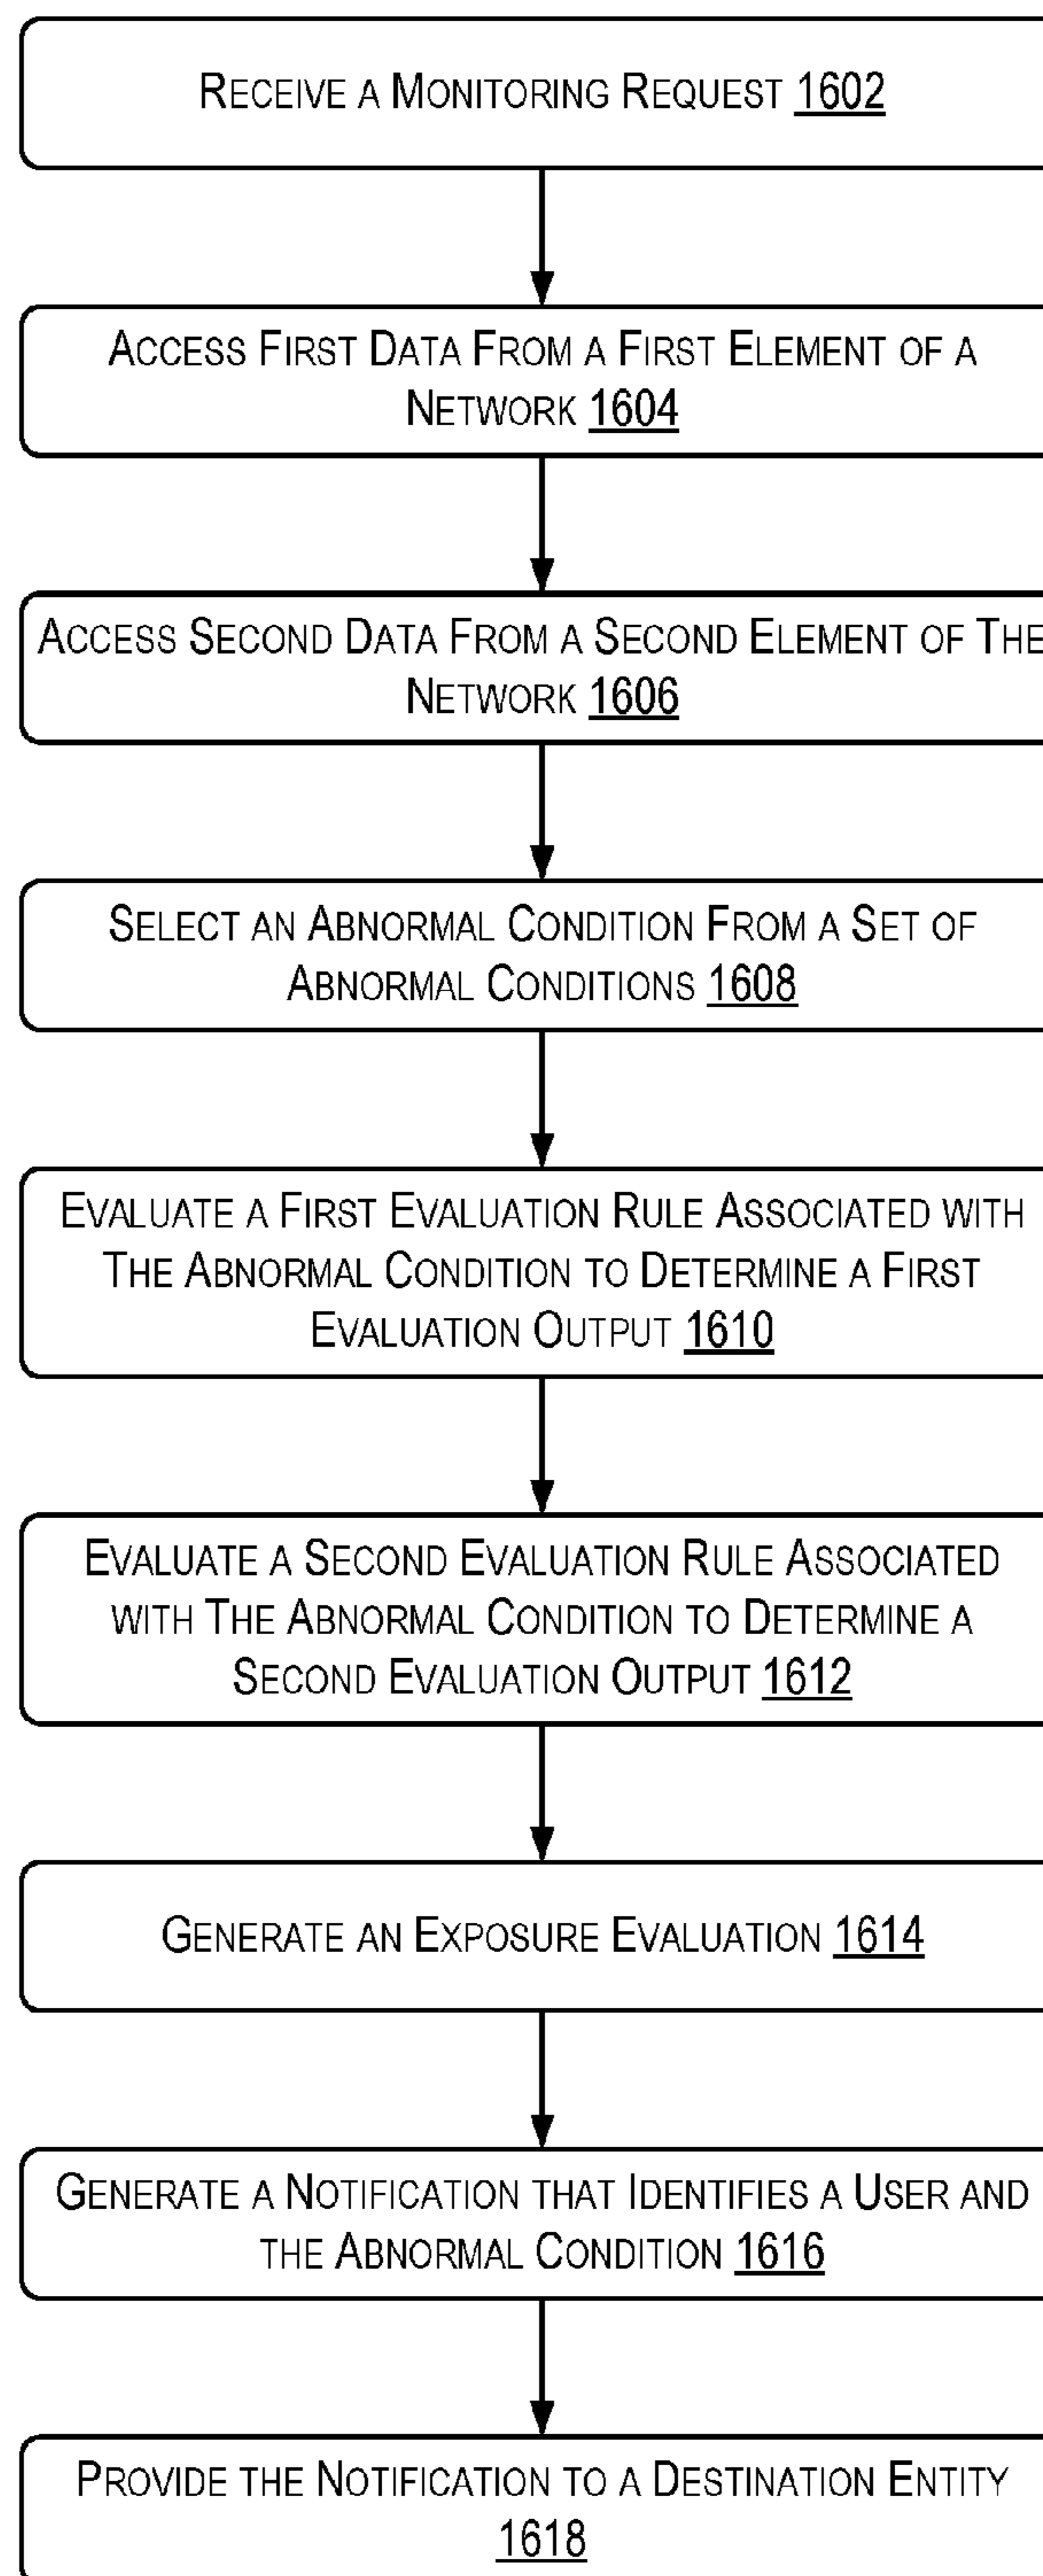 RECEIVE A MONITORING REQUEST 1602
ACCESS FIRST DATA FROM A FIRST ELEMENT OF A
NETWORK 1604
ACCESS SECOND DATA FROM A SECOND ELEMENT OF THE
NETWORK 1606
SELECT AN ABNORMAL CONDITION FROM A SET OF
ABNORMAL CONDITIONS 1608
EVALUATE A FIRST EVALUATION RULE ASSOCIATED WITH
THE ABNORMAL CONDITION TO DETERMINE A FIRST
EVALUATION OUTPUT 1610
EVALUATE A SECOND EVALUATION RULE ASSOCIATED
WITH THE ABNORMAL CONDITION TO DETERMINE A
SECOND EVALUATION OUTPUT 1612
GENERATE AN EXPOSURE EVALUATION 1614
GENERATE A NOTIFICATION THAT IDENTIFIES A USER AND
THE ABNORMAL CONDITION 1616
PROVIDE THE NOTIFICATION TO A DESTINATION ENTITY
1618